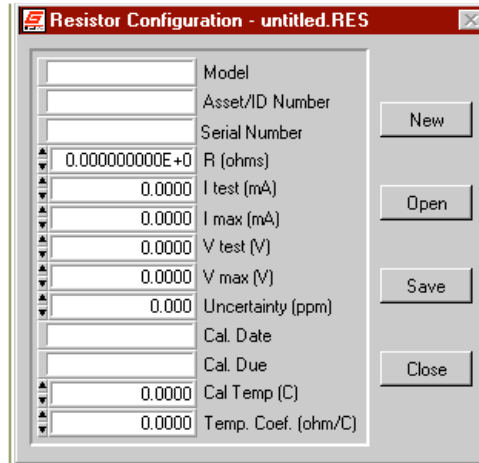 Resistor Configuration - untitled.RES
Model
Asset/ID Number
Serial Number
0.000000000E+0 R (ohms)
0.0000 I test (mA)
0.0000 I max (mA)
0.0000 V test (V)
0.0000 V max (V)
0.000 Uncertainty (ppm)
Cal. Date
Cal. Due
0.0000 Cal Temp (C)
0.0000 Temp. Coef. (ohm/C)
New
Open
Save
Close